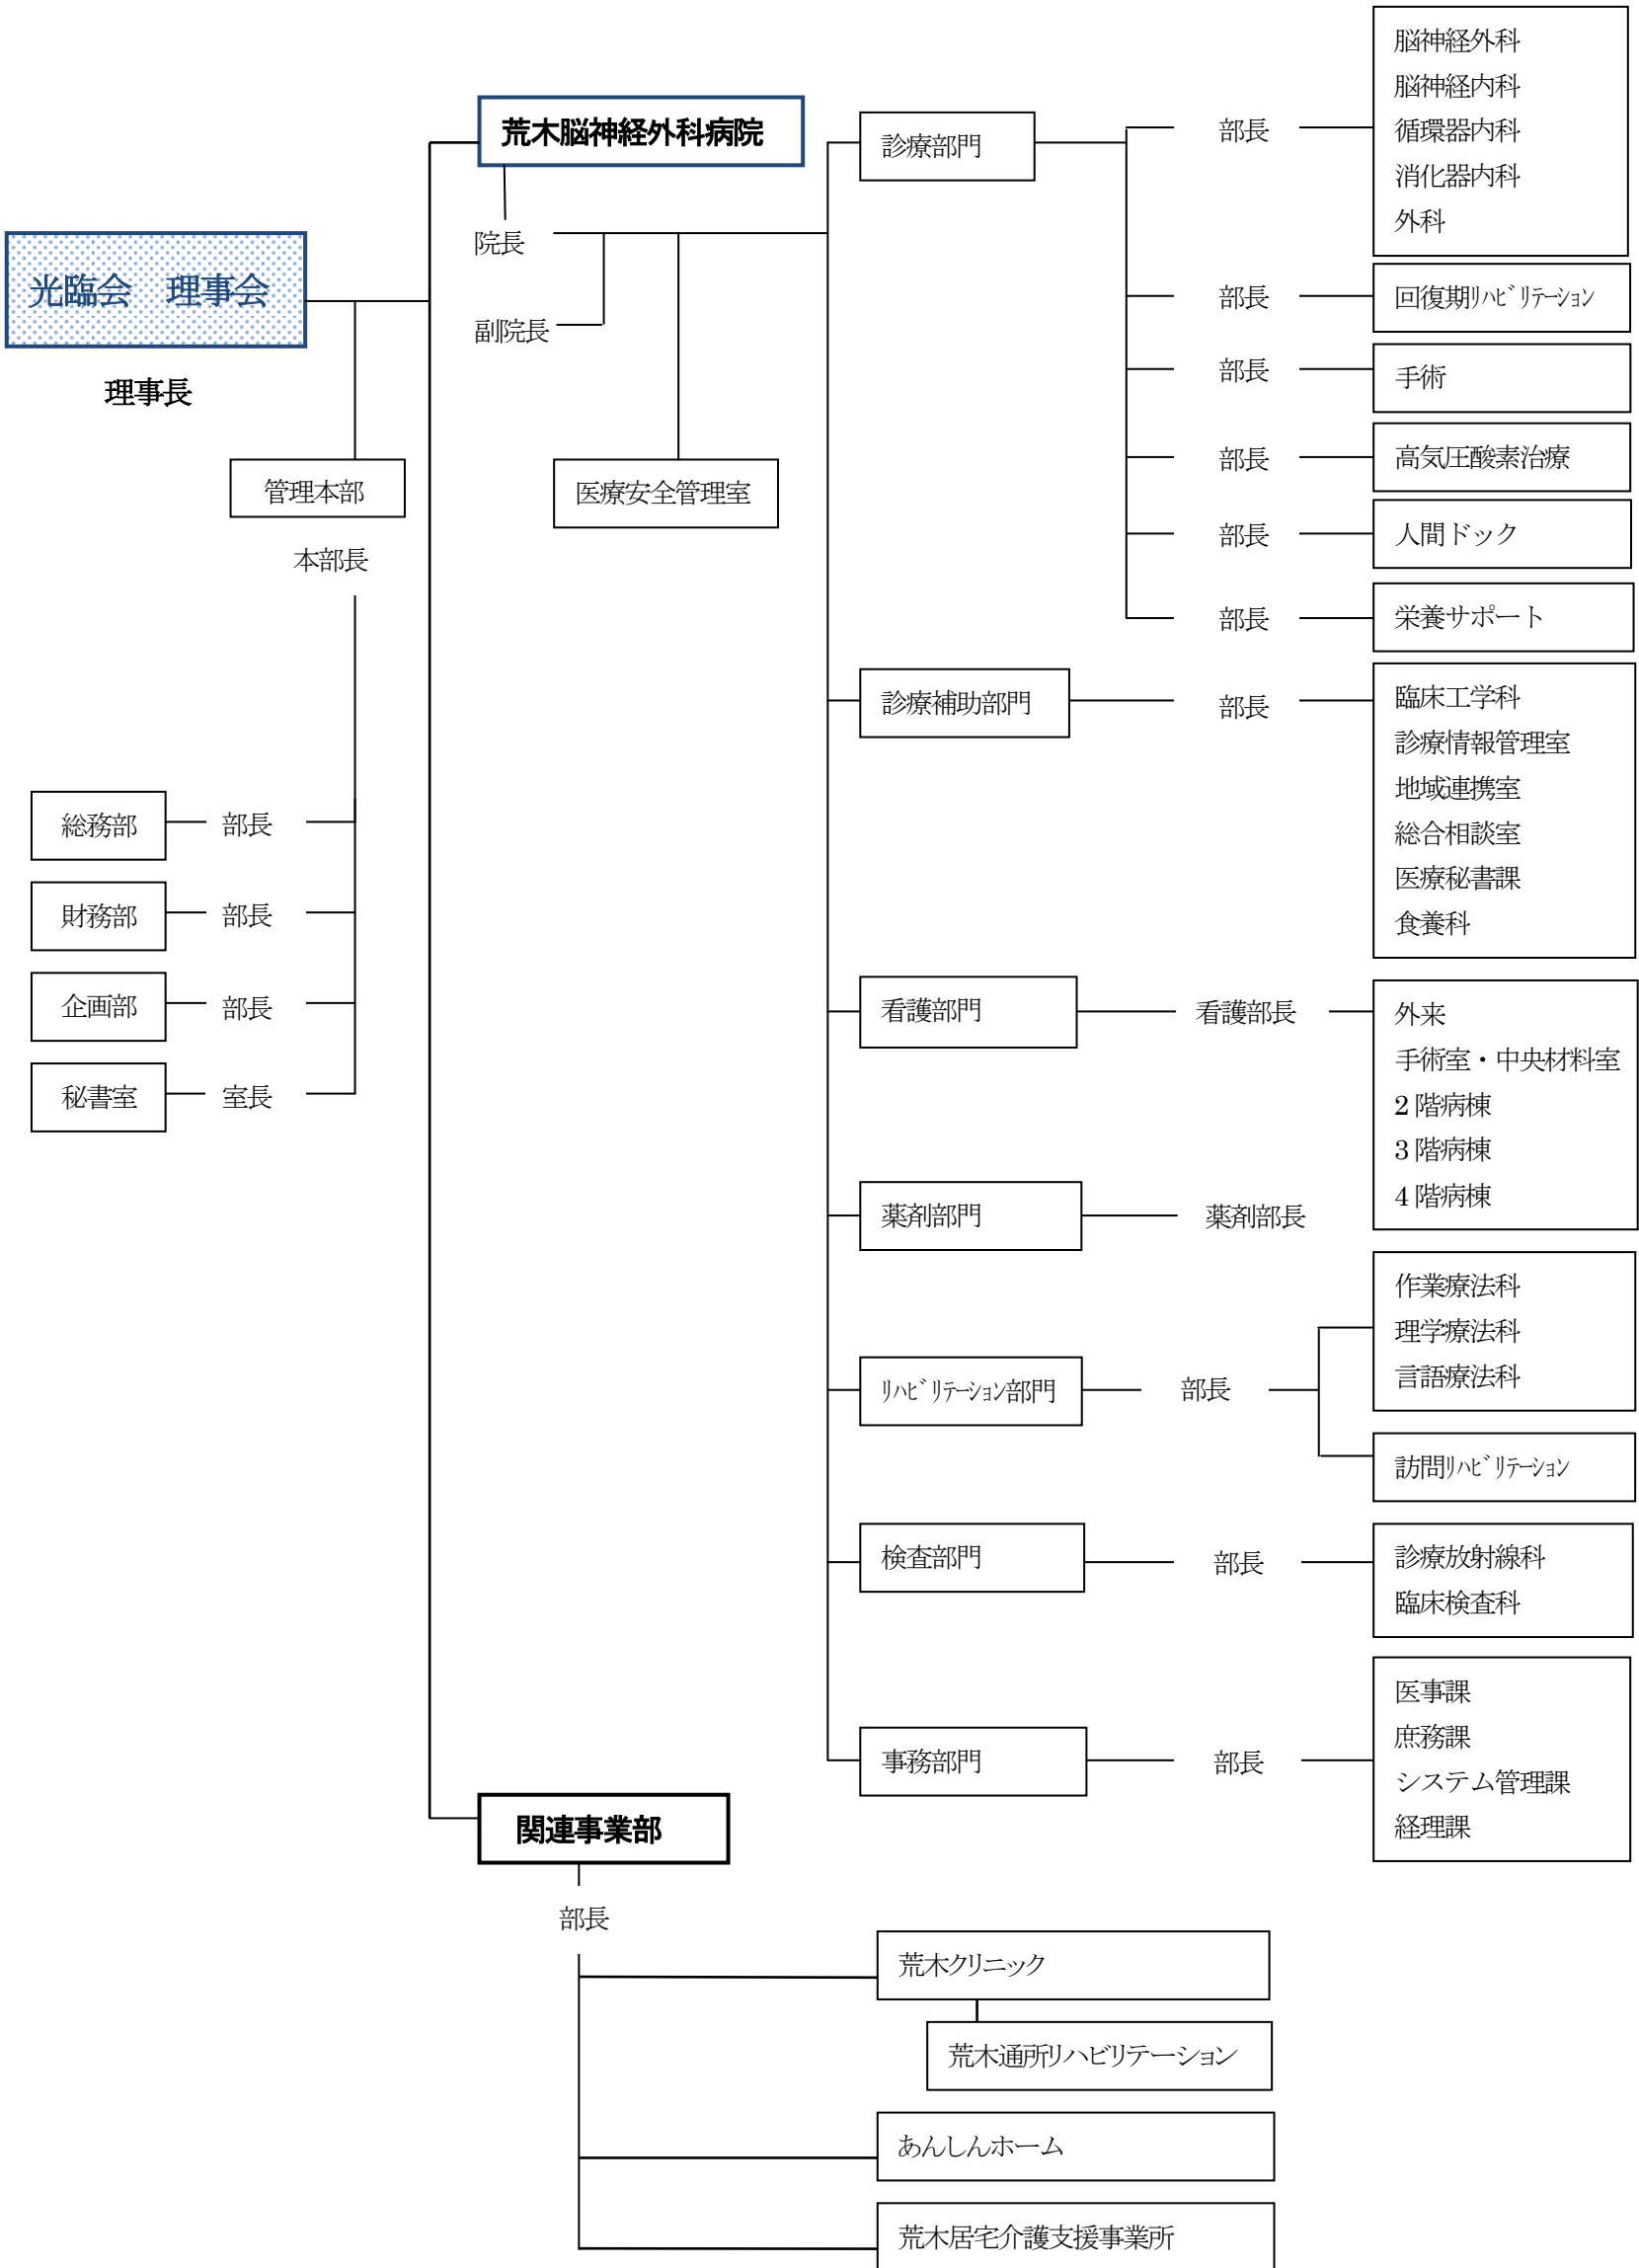 光臨会　理事会
理事長
管理本部
本部長
総務部
部長
財務部
部長
企画部
部長
秘書室
室長
荒木脳神経外科病院
院長
副院長
医療安全管理室
診療部門
部長
脳神経外科
脳神経内科
循環器内科
消化器内科
外科
部長
回復期ﾘﾊﾋﾞﾘﾃｰｼｮﾝ
部長
手術
部長
高気圧酸素治療
部長
人間ドック
部長
栄養サポート
診療補助部門
部長
臨床工学科
診療情報管理室
地域連携室
総合相談室
医療秘書課
食養科
看護部門
看護部長
外来
手術室・中央材料室
2 階病棟
3 階病棟
4 階病棟
薬剤部門
薬剤部長
ﾘﾊﾋﾞﾘﾃｰｼｮﾝ部門
部長
作業療法科
理学療法科
言語療法科
訪問ﾘﾊﾋﾞﾘﾃｰｼｮﾝ
検査部門
部長
診療放射線科
臨床検査科
事務部門
部長
医事課
庶務課
システム管理課
経理課
関連事業部
部長
荒木クリニック
荒木通所リハビリテーション
あんしんホーム
荒木居宅介護支援事業所